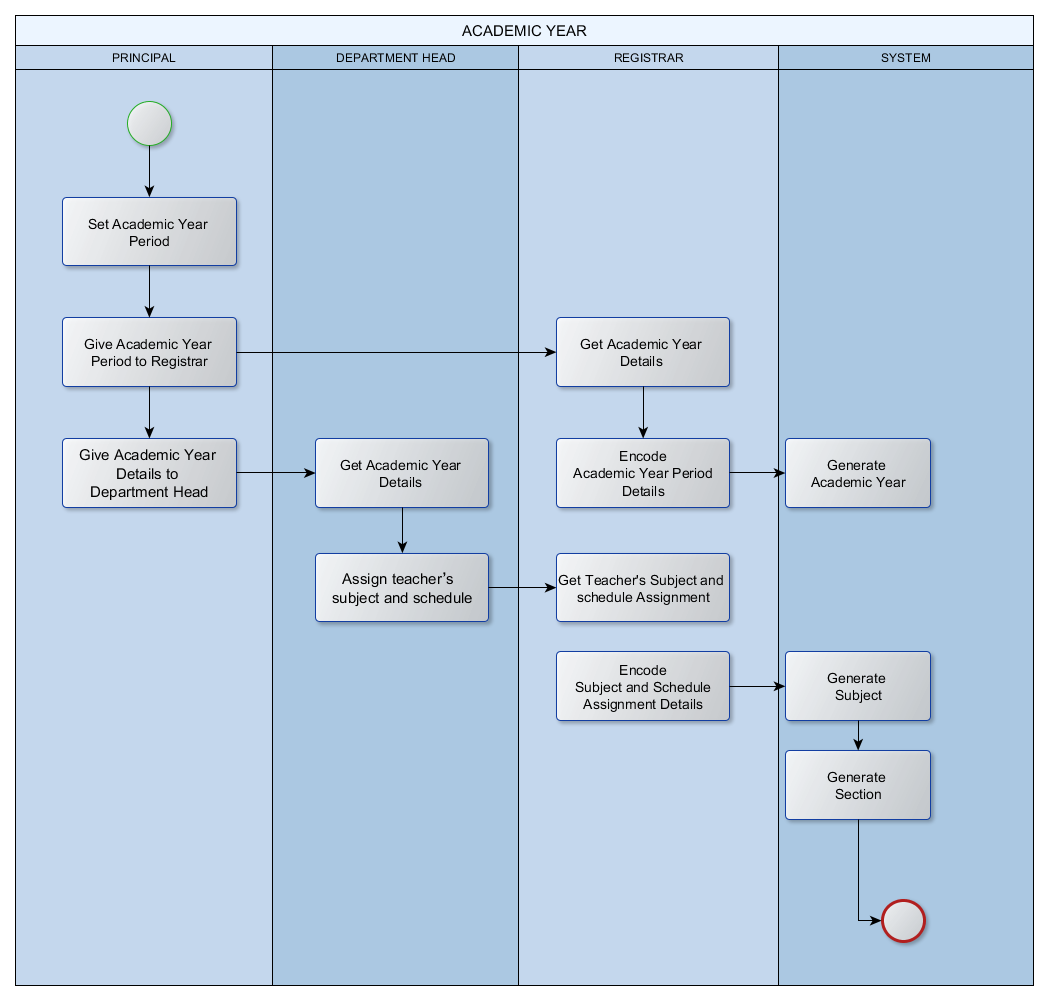 ACADEMIC YEAR
PRINCIPAL
DEPARTMENT HEAD
REGISTRAR
SYSTEM
Set Academic Year
Period
Give Academic Year
Period to Registrar
Get Academic Year
Details
Give Academic Year
Details to
Department Head
Get Academic Year
Details
Encode
Academic Year Period
Details
Generate
Academic Year
Assign teacher's
subject and schedule
Get Teacher's Subject and
schedule Assignment
Encode
Subject and Schedule
Assignment Details
Generate
Subject
Generate
Section